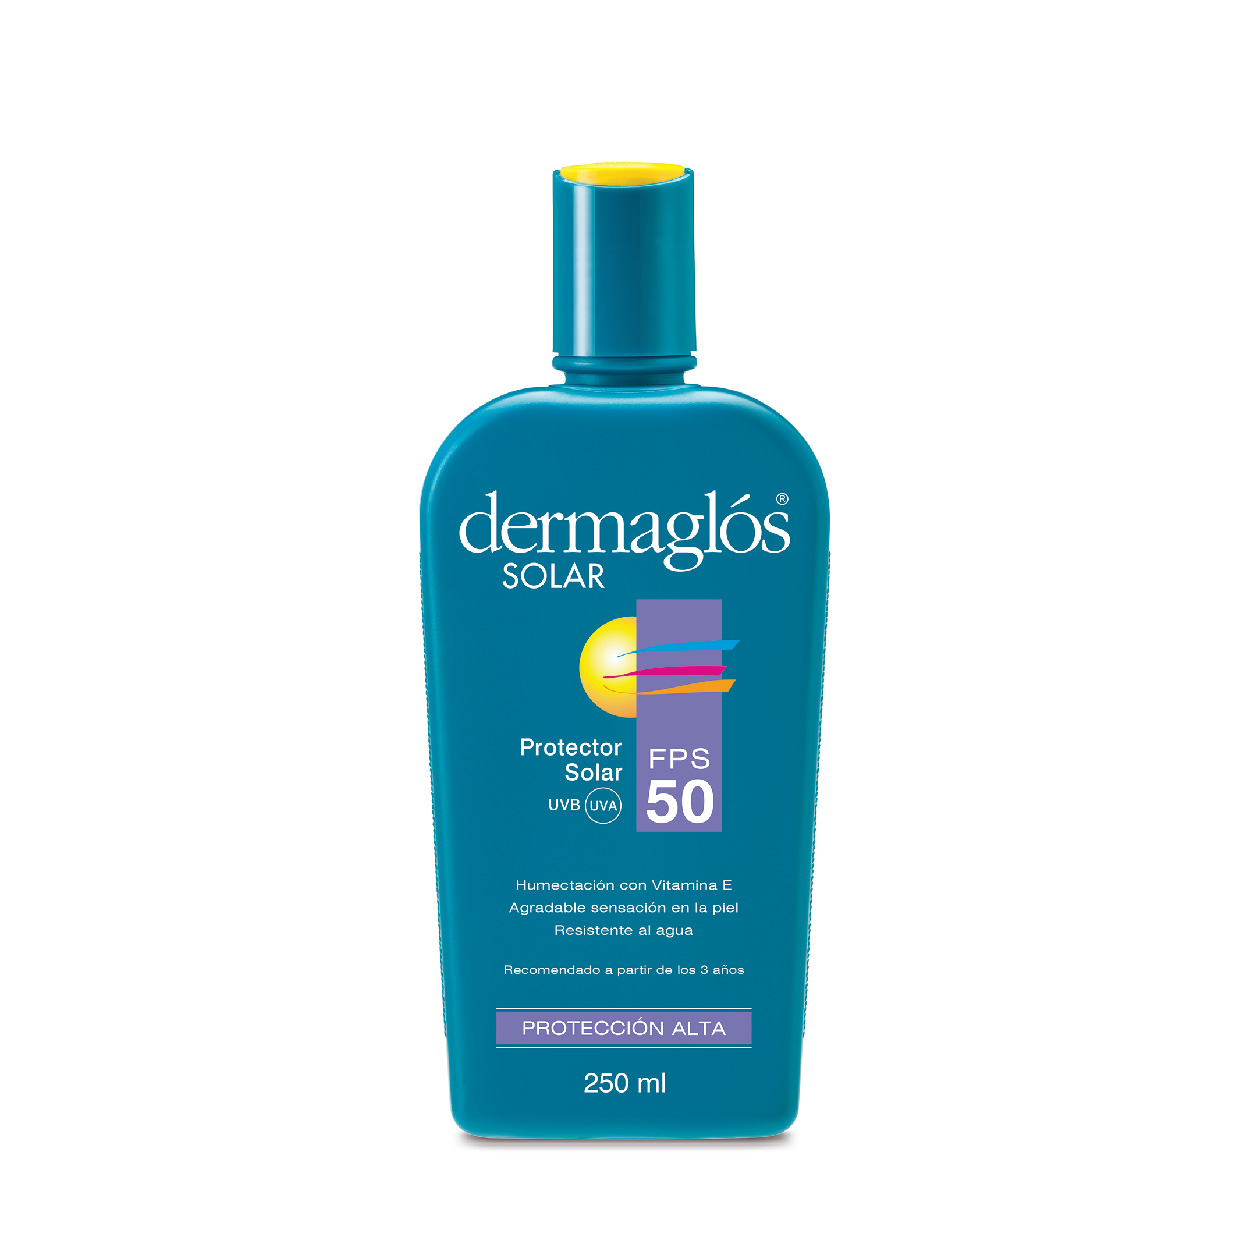 dermaglós®
SOLAR
Protector
Solar
UVB UVA
FPS
50
Humectación con Vitamina E
Agradable sensación en la piel
Resistente al agua
Recomendado a partir de los 3 años
PROTECCIÓN ALTA
250 ml